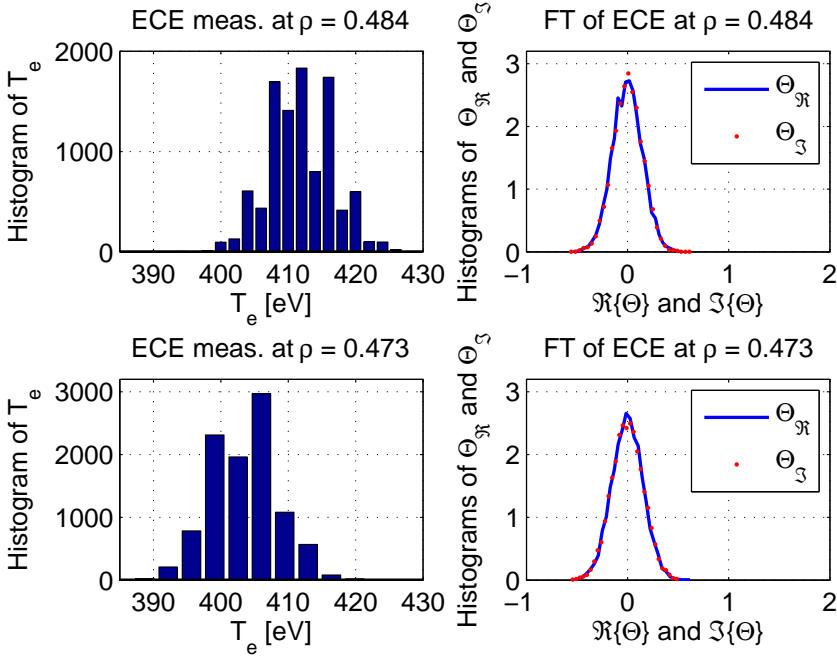 ECE meas. at ρ = 0.484
Histogram of T_e
2000
1000
0
390 400 410 420 430
T_e [eV]
FT of ECE at ρ = 0.484
Histograms of Θ_ℜ and Θ_ℑ
3
2
1
0
−1 0 1 2
ℜ{Θ} and ℑ{Θ}
Θ_ℜ
Θ_ℑ
ECE meas. at ρ = 0.473
Histogram of T_e
3000
2000
1000
0
390 400 410 420 430
T_e [eV]
FT of ECE at ρ = 0.473
Histograms of Θ_ℜ and Θ_ℑ
3
2
1
0
−1 0 1 2
ℜ{Θ} and ℑ{Θ}
Θ_ℜ
Θ_ℑ